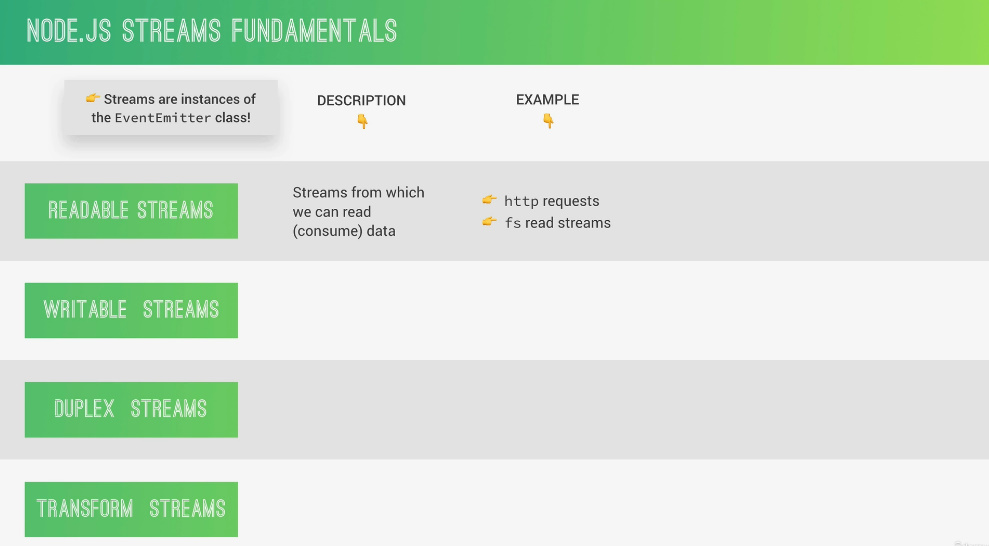 NODE.JS STREAMS FUNDAMENTALS
👉 Streams are instances of
the EventEmitter class!
DESCRIPTION
👇
EXAMPLE
👇
READABLE STREAMS
Streams from which
we can read
(consume) data
👉 http requests
👉 fs read streams
WRITABLE STREAMS
DUPLEX STREAMS
TRANSFORM STREAMS